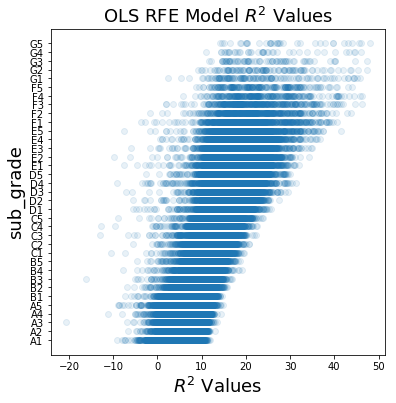 OLS RFE Model R² Values
G5
G4
G3
G2
G1
F5
F4
F3
F2
F1
E5
E4
E3
E2
E1
D5
D4
D3
D2
D1
C5
C4
C3
C2
C1
B5
B4
B3
B2
B1
A5
A4
A3
A2
A1
sub_grade
−20 −10 0 10 20 30 40 50
R² Values